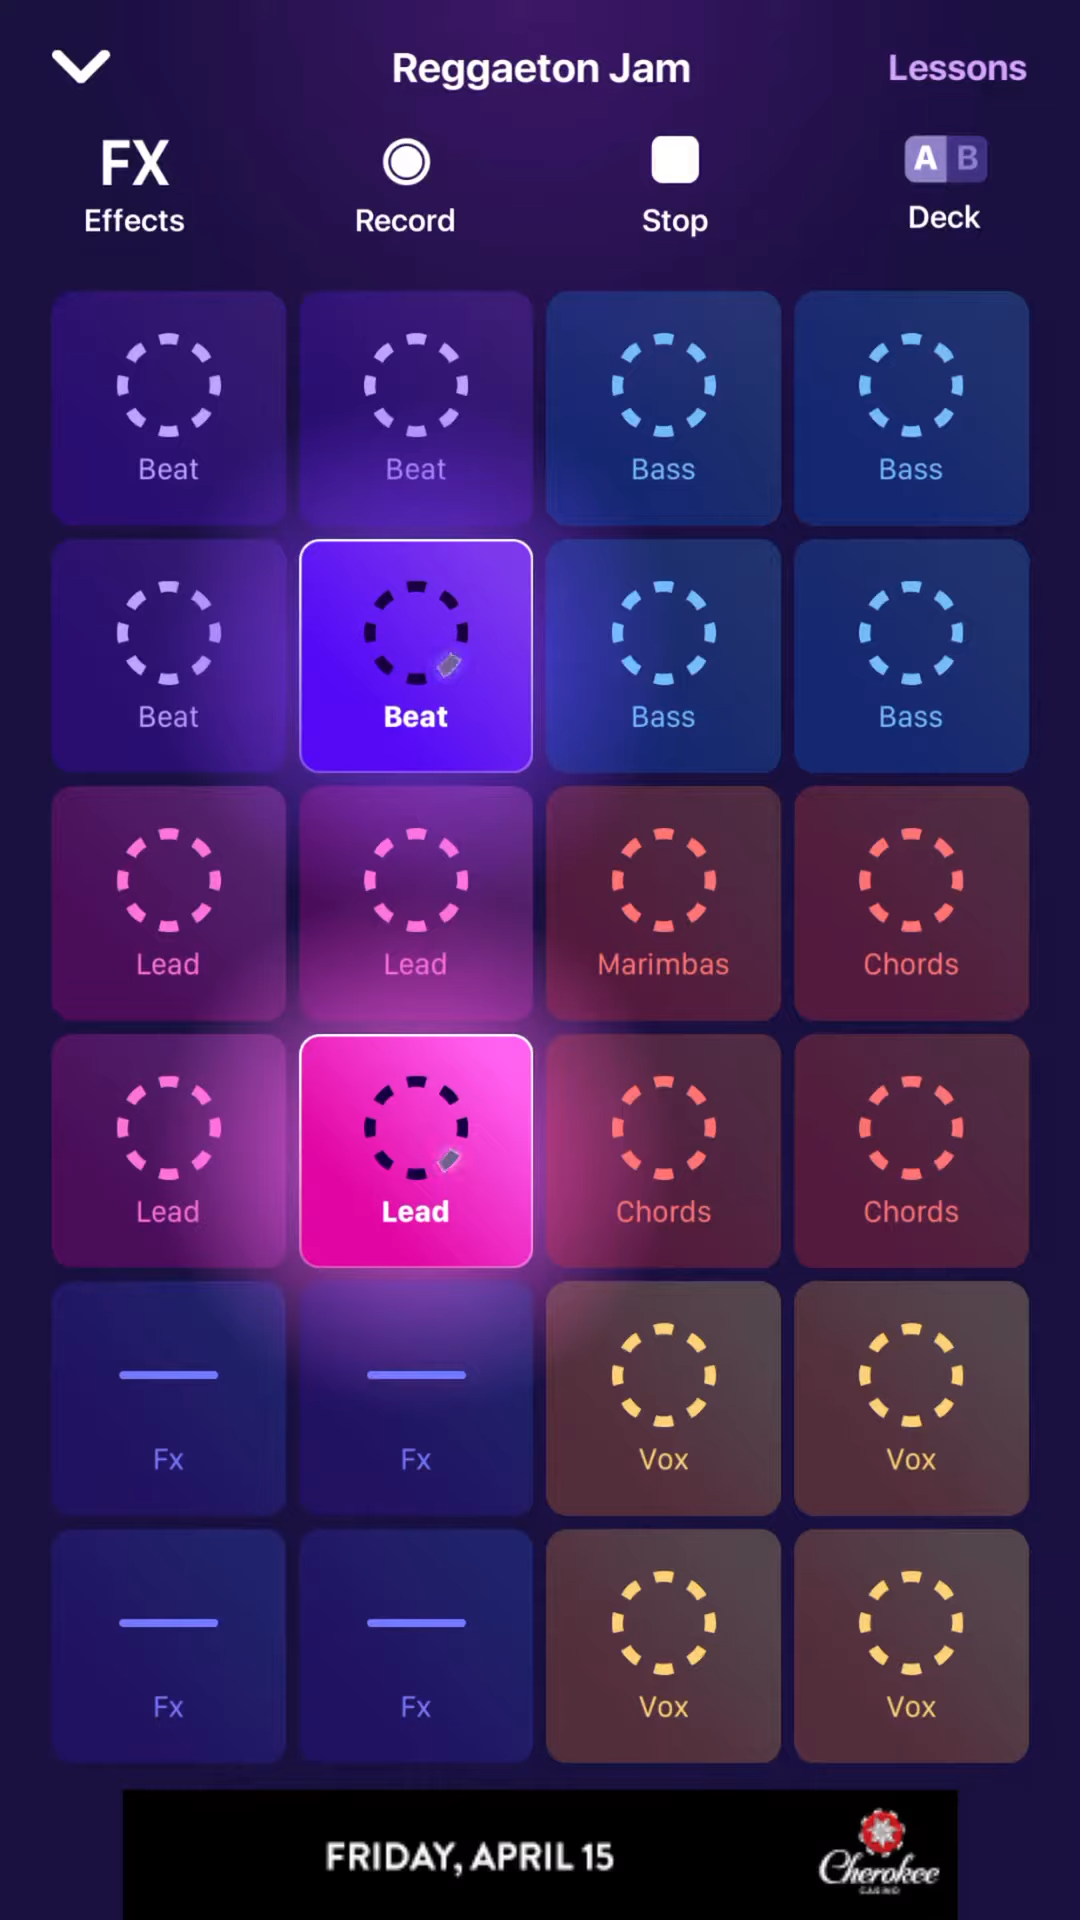 Reggaeton Jam
Lessons
FX
Effects
Record
Stop
A B
Deck
Beat
Beat
Bass
Bass
Beat
Beat
Bass
Bass
Lead
Lead
Marimbas
Chords
Lead
Lead
Chords
Chords
Fx
Fx
Vox
Vox
Fx
Fx
Vox
Vox
FRIDAY, APRIL 15
Cherokee
CASINO